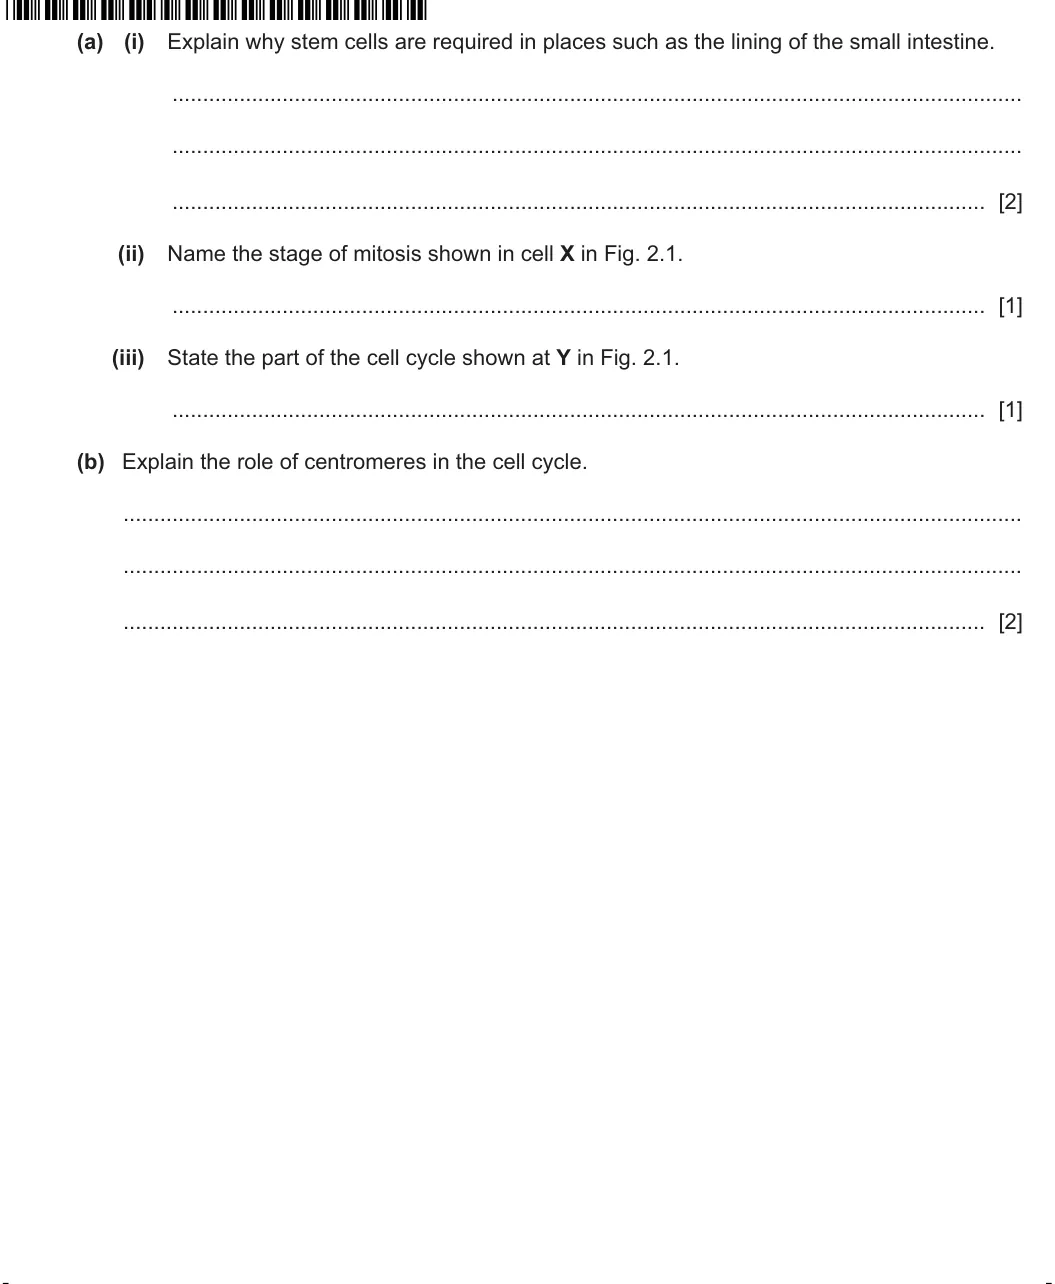 (a) (i) Explain why stem cells are required in places such as the lining of the small intestine.
..........................................................................................................................................
..........................................................................................................................................
.................................................................................................................................... [2]
(ii) Name the stage of mitosis shown in cell X in Fig. 2.1.
.................................................................................................................................... [1]
(iii) State the part of the cell cycle shown at Y in Fig. 2.1.
.................................................................................................................................... [1]
(b) Explain the role of centromeres in the cell cycle.
..................................................................................................................................................
..................................................................................................................................................
............................................................................................................................................ [2]